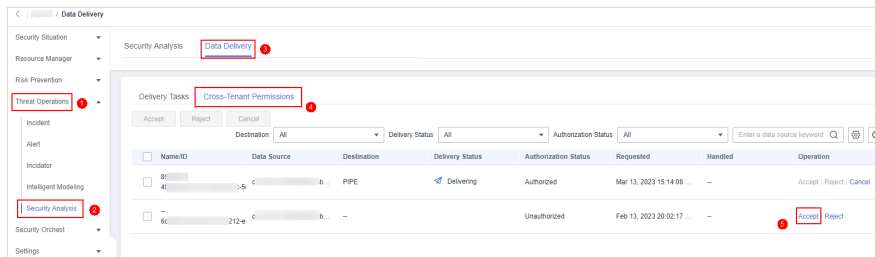 / Data Delivery
Security Situation
Resource Manager
Risk Prevention
Threat Operations 1
Incident
Alert
Incidator
Intelligent Modeling
Security Analysis 2
Security Orchest
Settings
Security Analysis Data Delivery 3
Delivery Tasks Cross-Tenant Permissions 4
Accept Reject Cancel
Destination All Delivery Status All Authorization Status All Enter a data source keyword
Name/ID Data Source Destination Delivery Status Authorization Status Requested Handled Operation
PIPE Delivering Authorized Mar 13, 2023 15:14:08 ... -- Accept Reject Cancel
-- -- Unauthorized Feb 13, 2023 20:02:17 ... -- Accept Reject
5